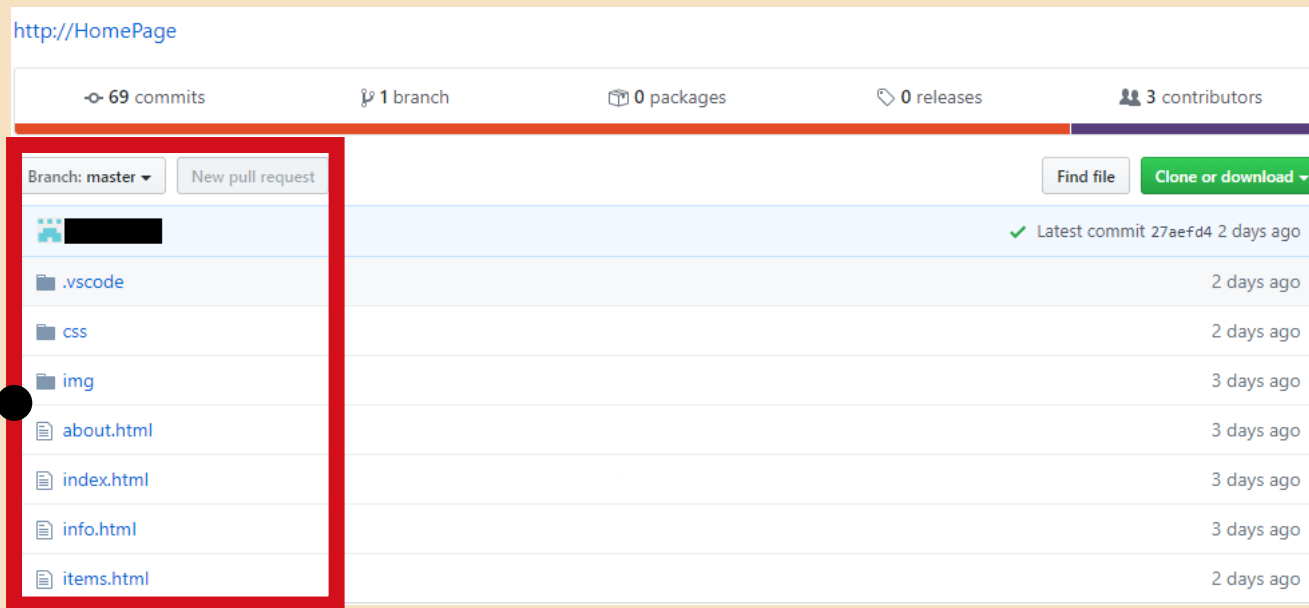 http://HomePage
69 commits 1 branch 0 packages 0 releases 3 contributors
Branch: master New pull request Find file Clone or download
Latest commit 27aefd4 2 days ago
.vscode 2 days ago
css 2 days ago
img 3 days ago
about.html 3 days ago
index.html 3 days ago
info.html 3 days ago
items.html 2 days ago